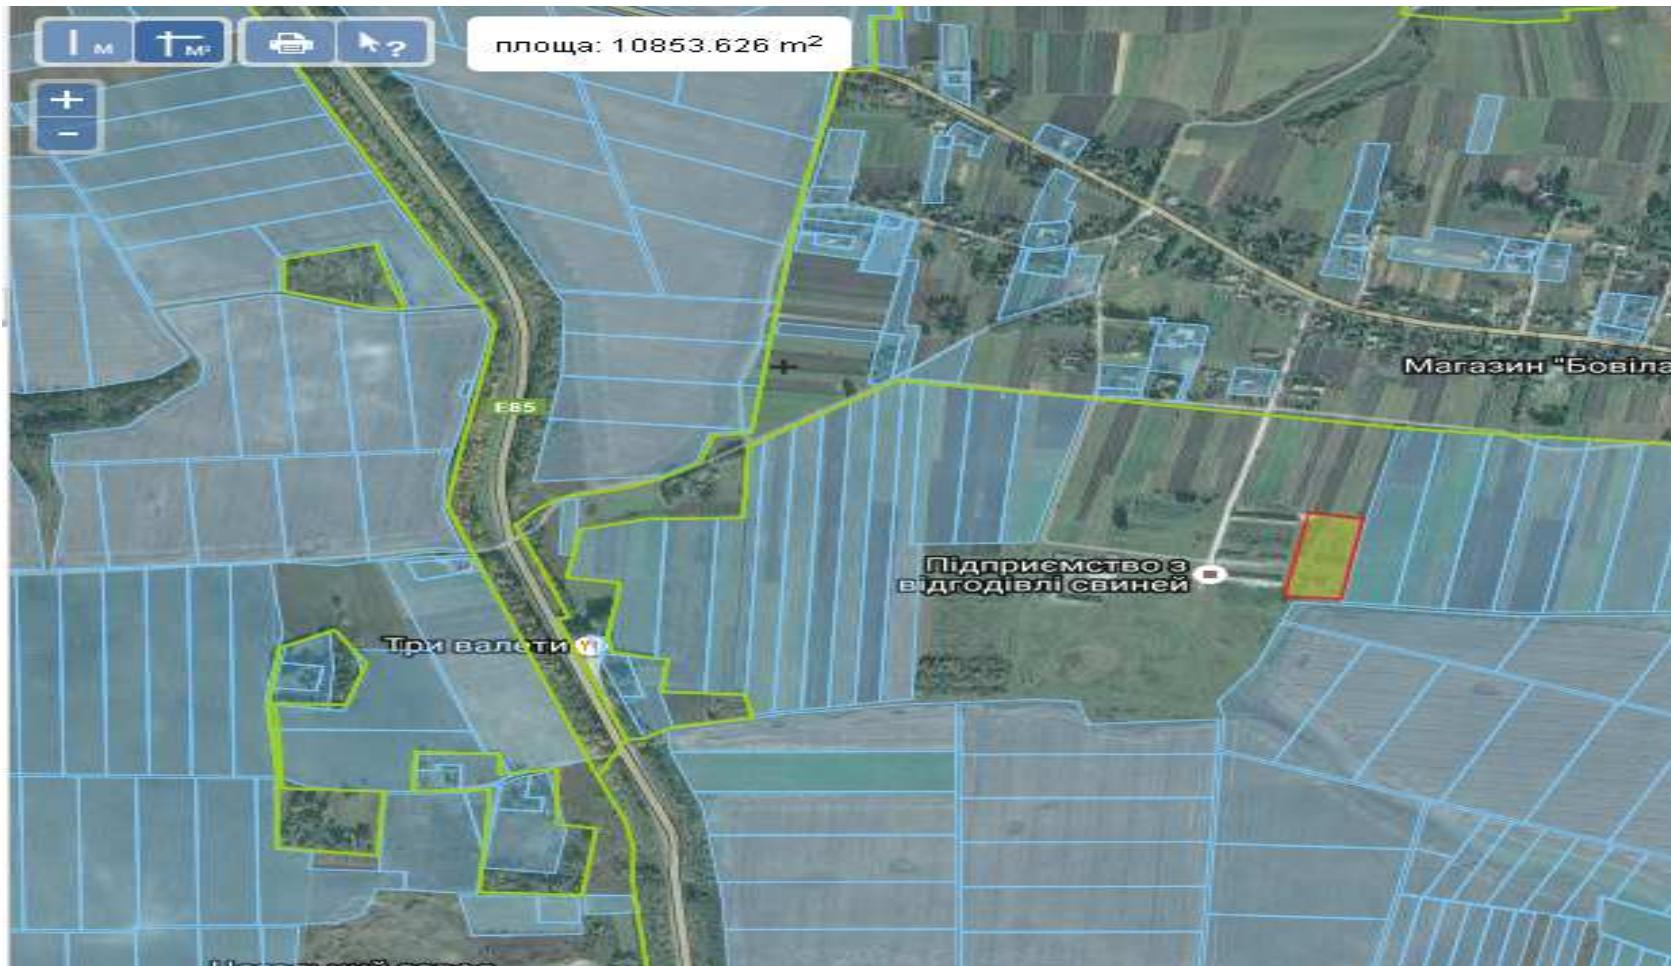 м
м²
?
площа: 10853.626 m²
+
−
Магазин "Бовіла
E85
Підприємство з
відгодівлі свиней
Три валети